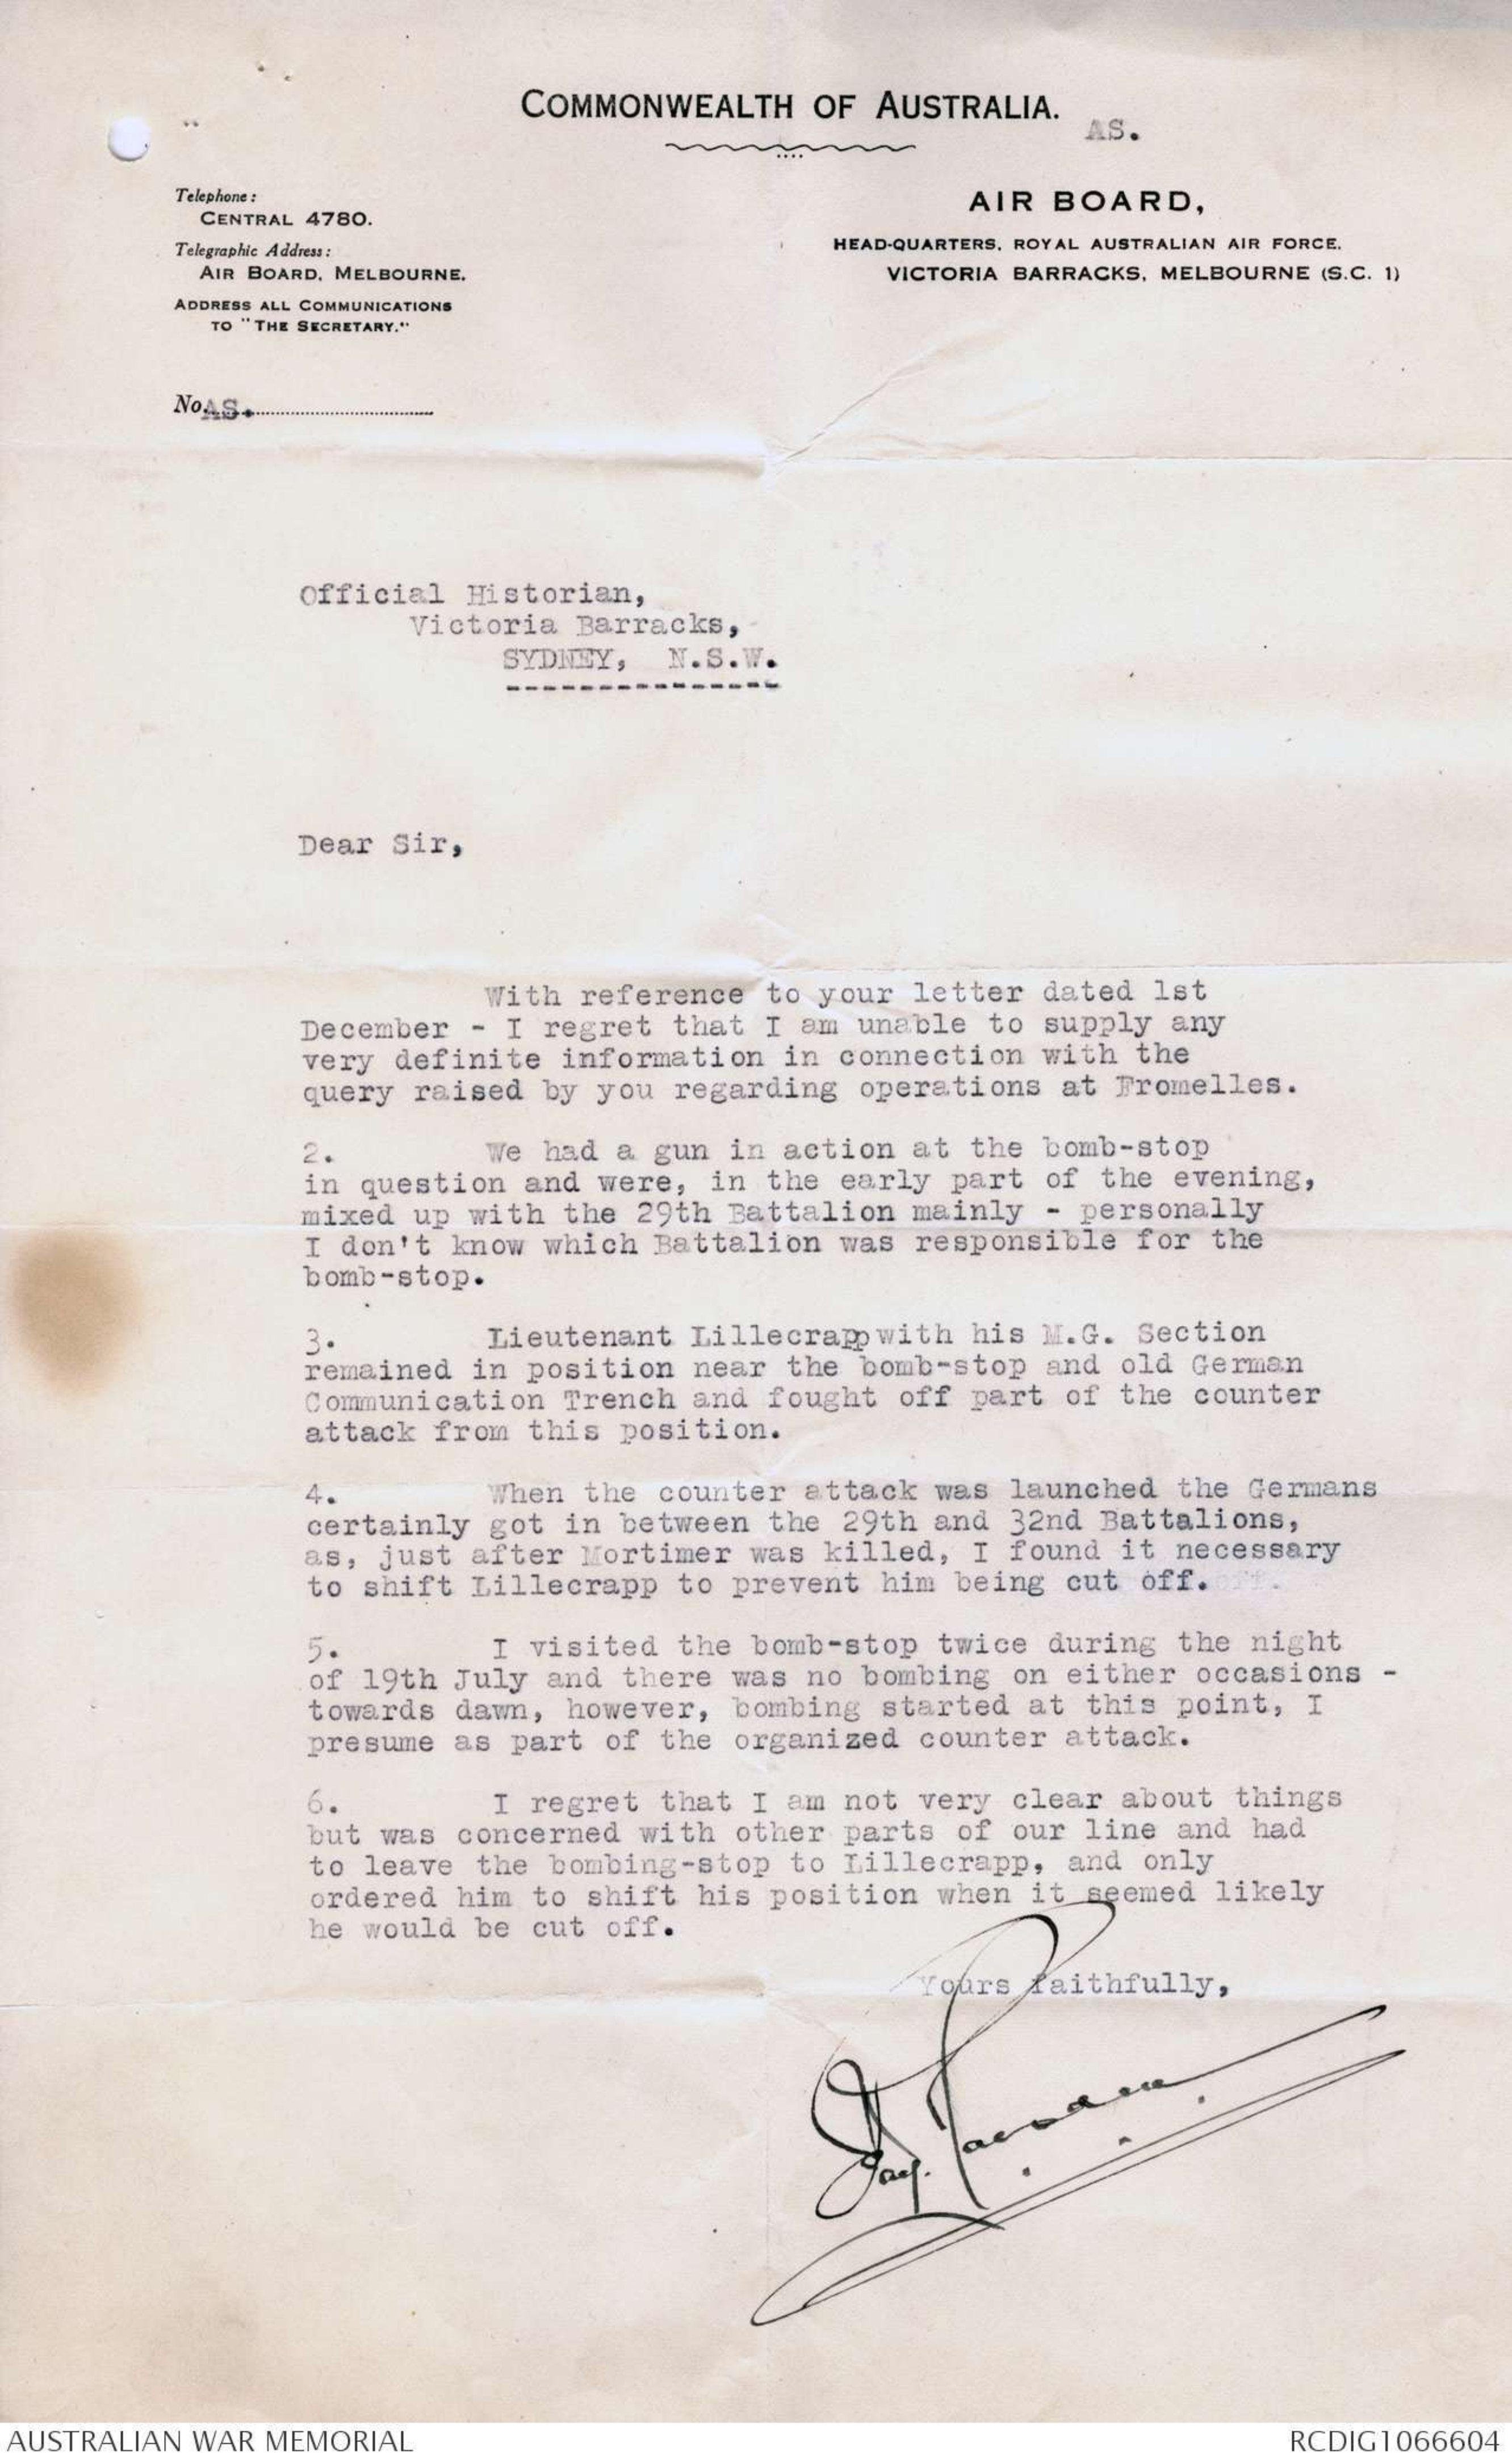 COMMONWEALTH OF AUSTRALIA.
AS.
Telephone:
CENTRAL 4780.
Telegraphic Address:
AIR BOARD, MELBOURNE.
ADDRESS ALL COMMUNICATIONS
TO "THE SECRETARY."
AIR BOARD,
HEAD-QUARTERS, ROYAL AUSTRALIAN AIR FORCE,
VICTORIA BARRACKS, MELBOURNE (S.C. 1)
No. AS.
Official Historian,
Victoria Barracks,
SYDNEY, N.S.W.
Dear Sir,
With reference to your letter dated 1st
December - I regret that I am unable to supply any
very definite information in connection with the
query raised by you regarding operations at Fromelles.
2. We had a gun in action at the bomb-stop
in question and were, in the early part of the evening,
mixed up with the 29th Battalion mainly - personally
I don't know which Battalion was responsible for the
bomb-stop.
3. Lieutenant Lillecrapp with his M.G. Section
remained in position near the bomb-stop and old German
Communication Trench and fought off part of the counter
attack from this position.
4. When the counter attack was launched the Germans
certainly got in between the 29th and 32nd Battalions,
as, just after Mortimer was killed, I found it necessary
to shift Lillecrapp to prevent him being cut off.
5. I visited the bomb-stop twice during the night
of 19th July and there was no bombing on either occasions -
towards dawn, however, bombing started at this point, I
presume as part of the organized counter attack.
6. I regret that I am not very clear about things
but was concerned with other parts of our line and had
to leave the bombing-stop to Lillecrapp, and only
ordered him to shift his position when it seemed likely
he would be cut off.
Yours faithfully,
AUSTRALIAN WAR MEMORIAL
RCDIG1066604